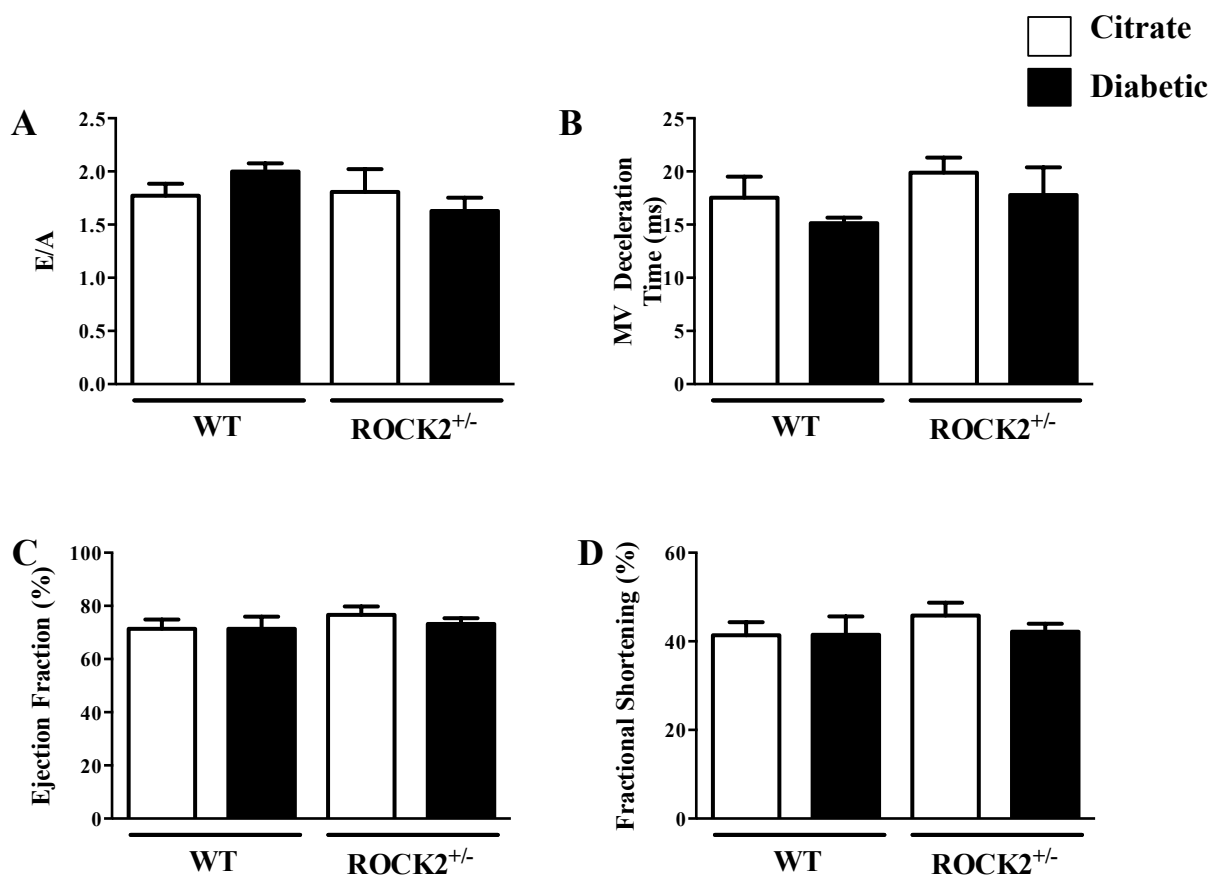 Citrate
Diabetic
A
2.5
2.0
1.5
1.0
0.5
0.0
E/A
WT
ROCK2+/-
B
25
20
15
10
5
0
MV Deceleration
Time (ms)
WT
ROCK2+/-
C
100
80
60
40
20
0
Ejection Fraction (%)
WT
ROCK2+/-
D
60
40
20
0
Fractional Shortening (%)
WT
ROCK2+/-